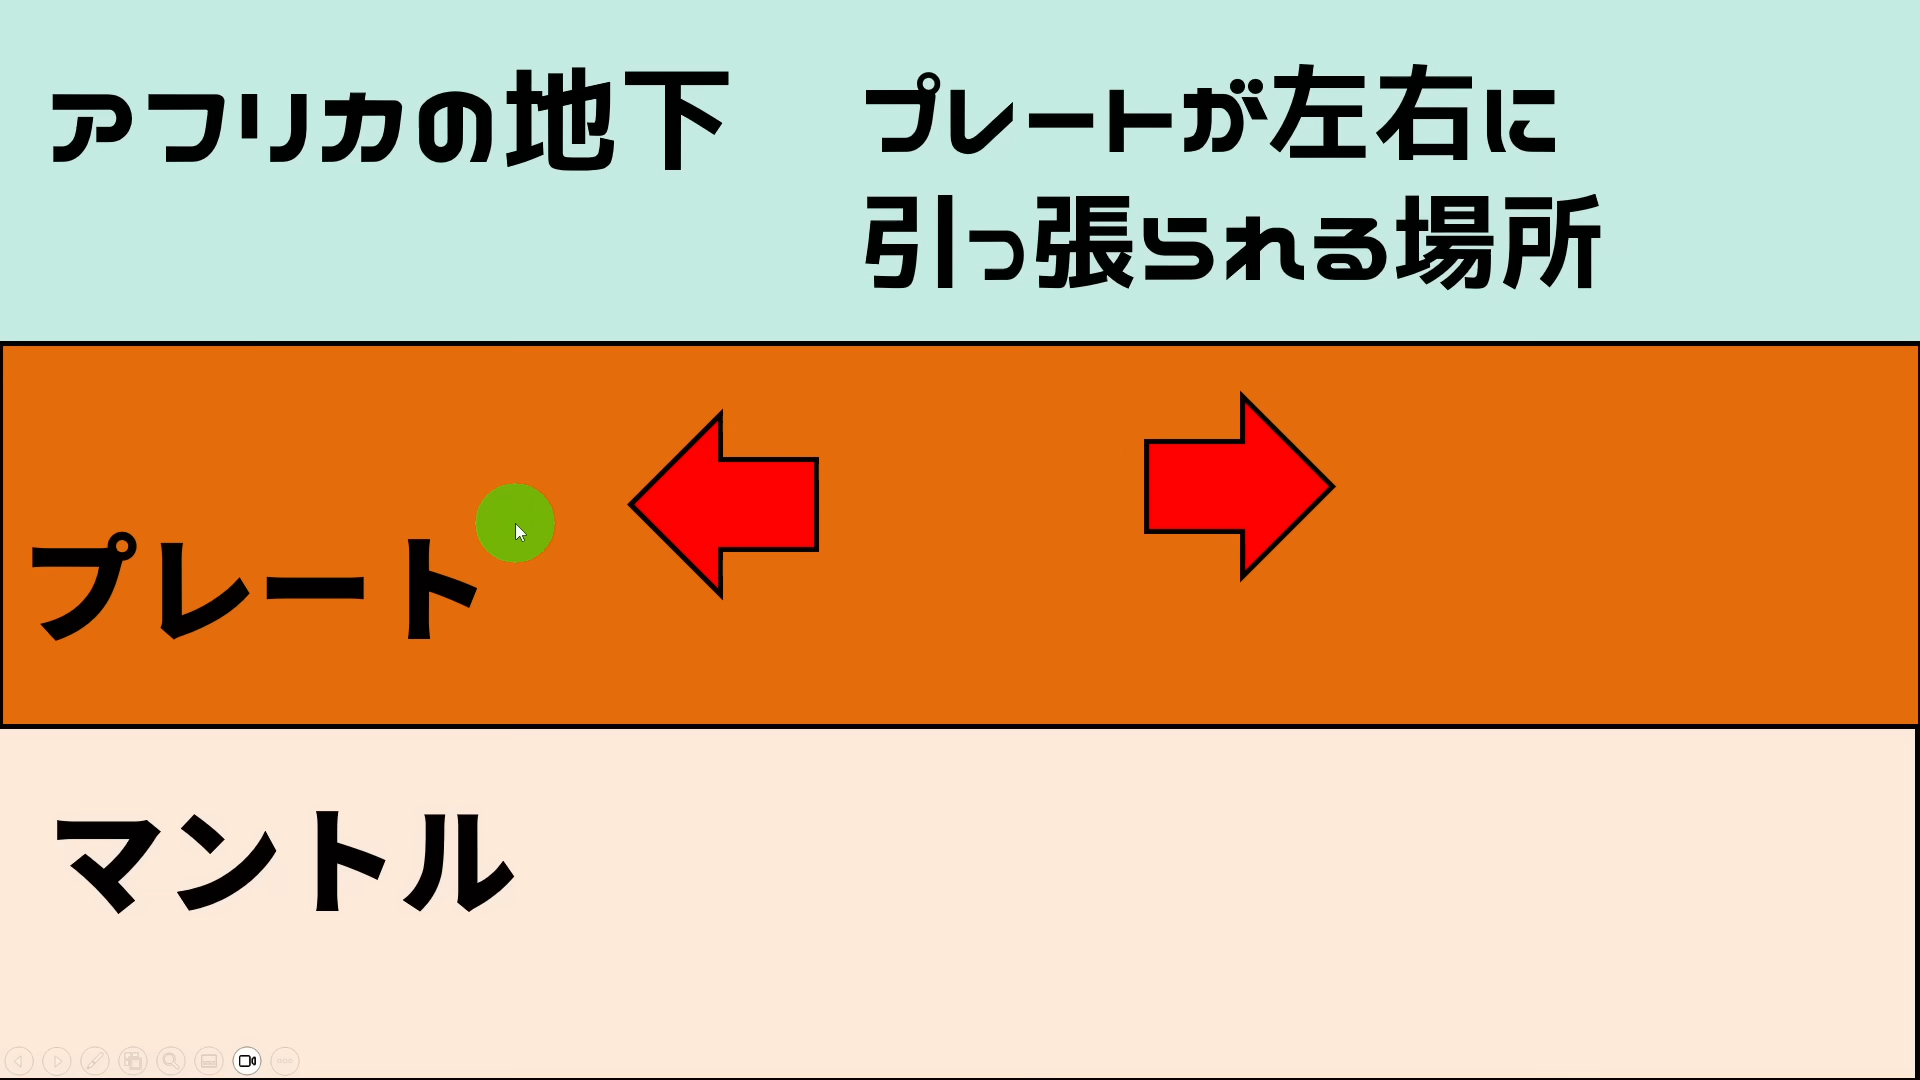 アフリカの地下
プレートが左右に
引っ張られる場所
プレート
マントル